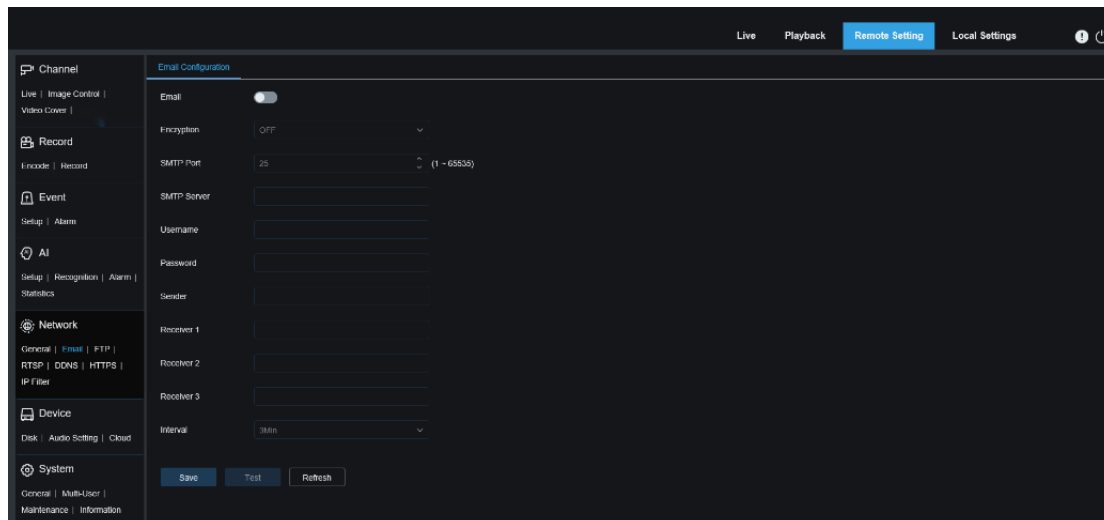 Live Playback Remote Setting Local Settings
Channel
Live | Image Control |
Video Cover |
Record
Encode | Record
Event
Setup | Alarm
AI
Setup | Recognition | Alarm |
Statistics
Network
General | Email | FTP |
RTSP | DDNS | HTTPS |
IP Filter
Device
Disk | Audio Setting | Cloud
System
General | Multi-User |
Maintenance | Information
Email Configuration
Email
Encryption OFF
SMTP Port 25 (1 ~ 65535)
SMTP Server
Username
Password
Sender
Receiver 1
Receiver 2
Receiver 3
Interval 3Min
Save Test Refresh